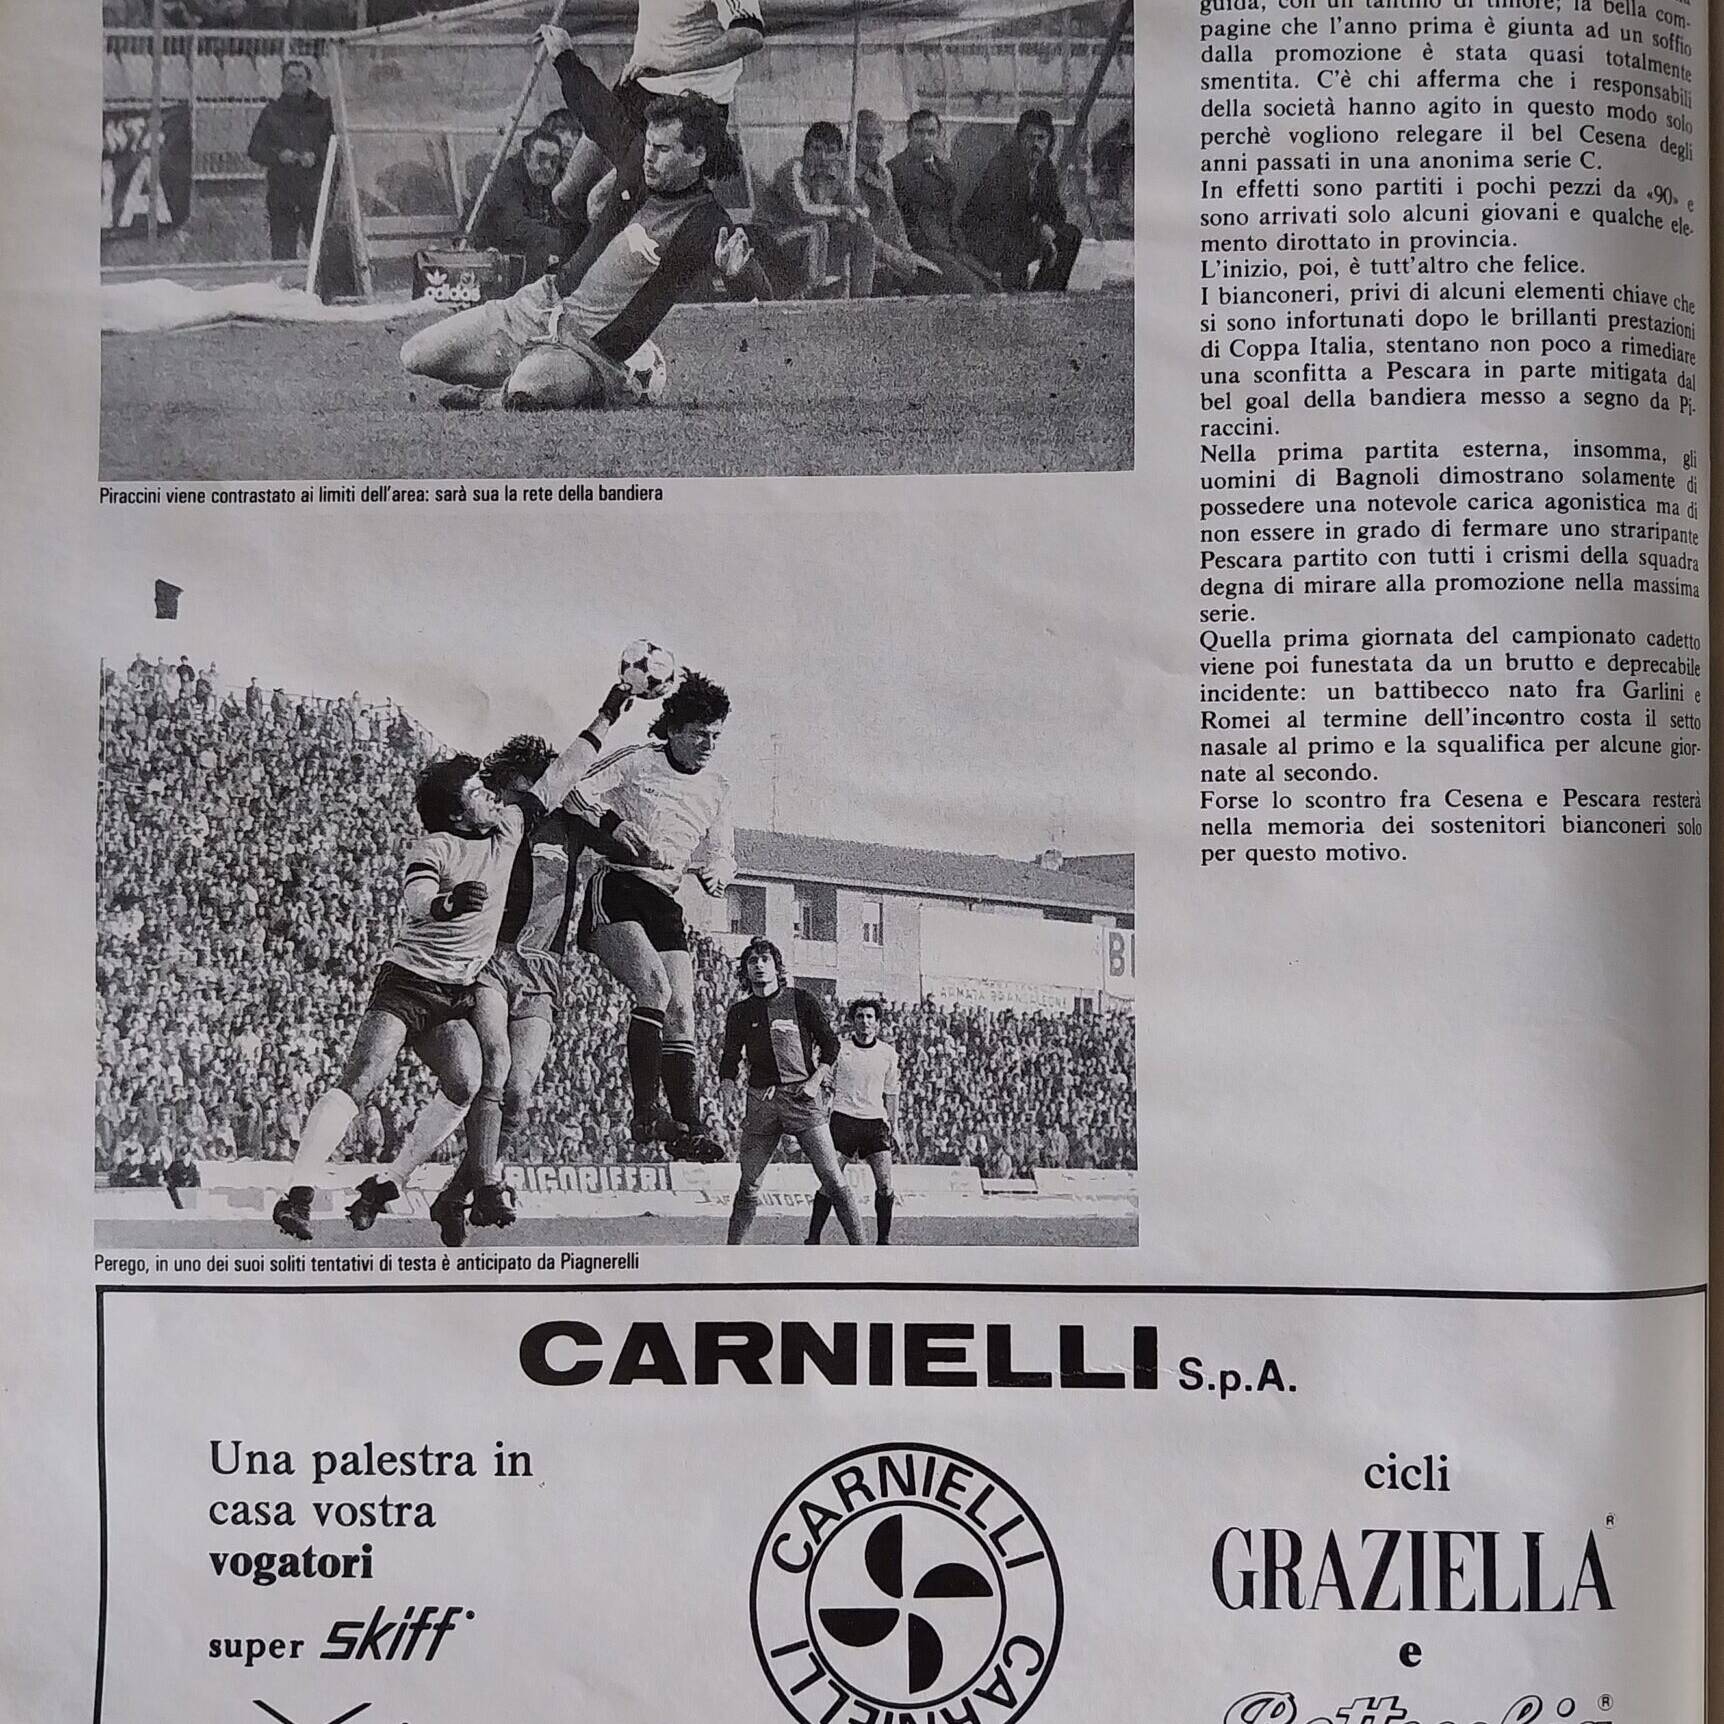 guida, con un tantino di timore; la bella com-
pagine che l'anno prima è giunta ad un soffio
dalla promozione è stata quasi totalmente
smentita. C'è chi afferma che i responsabili
della società hanno agito in questo modo solo
perchè vogliono relegare il bel Cesena degli
anni passati in una anonima serie C.
In effetti sono partiti i pochi pezzi da «90» e
sono arrivati solo alcuni giovani e qualche ele-
mento dirottato in provincia.
L'inizio, poi, è tutt'altro che felice.
I bianconeri, privi di alcuni elementi chiave che
si sono infortunati dopo le brillanti prestazioni
di Coppa Italia, stentano non poco a rimediare
una sconfitta a Pescara in parte mitigata dal
bel goal della bandiera messo a segno da Pi-
raccini.
Nella prima partita esterna, insomma, gli
uomini di Bagnoli dimostrano solamente di
possedere una notevole carica agonistica ma di
non essere in grado di fermare uno straripante
Pescara partito con tutti i crismi della squadra
degna di mirare alla promozione nella massima
serie.
Quella prima giornata del campionato cadetto
viene poi funestata da un brutto e deprecabile
incidente: un battibecco nato fra Garlini e
Romei al termine dell'incontro costa il setto
nasale al primo e la squalifica per alcune gior-
nate al secondo.
Forse lo scontro fra Cesena e Pescara resterà
nella memoria dei sostenitori bianconeri solo
per questo motivo.
adidas
Piraccini viene contrastato ai limiti dell'area: sarà sua la rete della bandiera
RIGORIFERI
Perego, in uno dei suoi soliti tentativi di testa è anticipato da Piagnerelli
CARNIELLI S.p.A.
Una palestra in
casa vostra
vogatori
super skiff
CARNIELLI CARNIELLI CARNIELLI
cicli
GRAZIELLA®
e
®